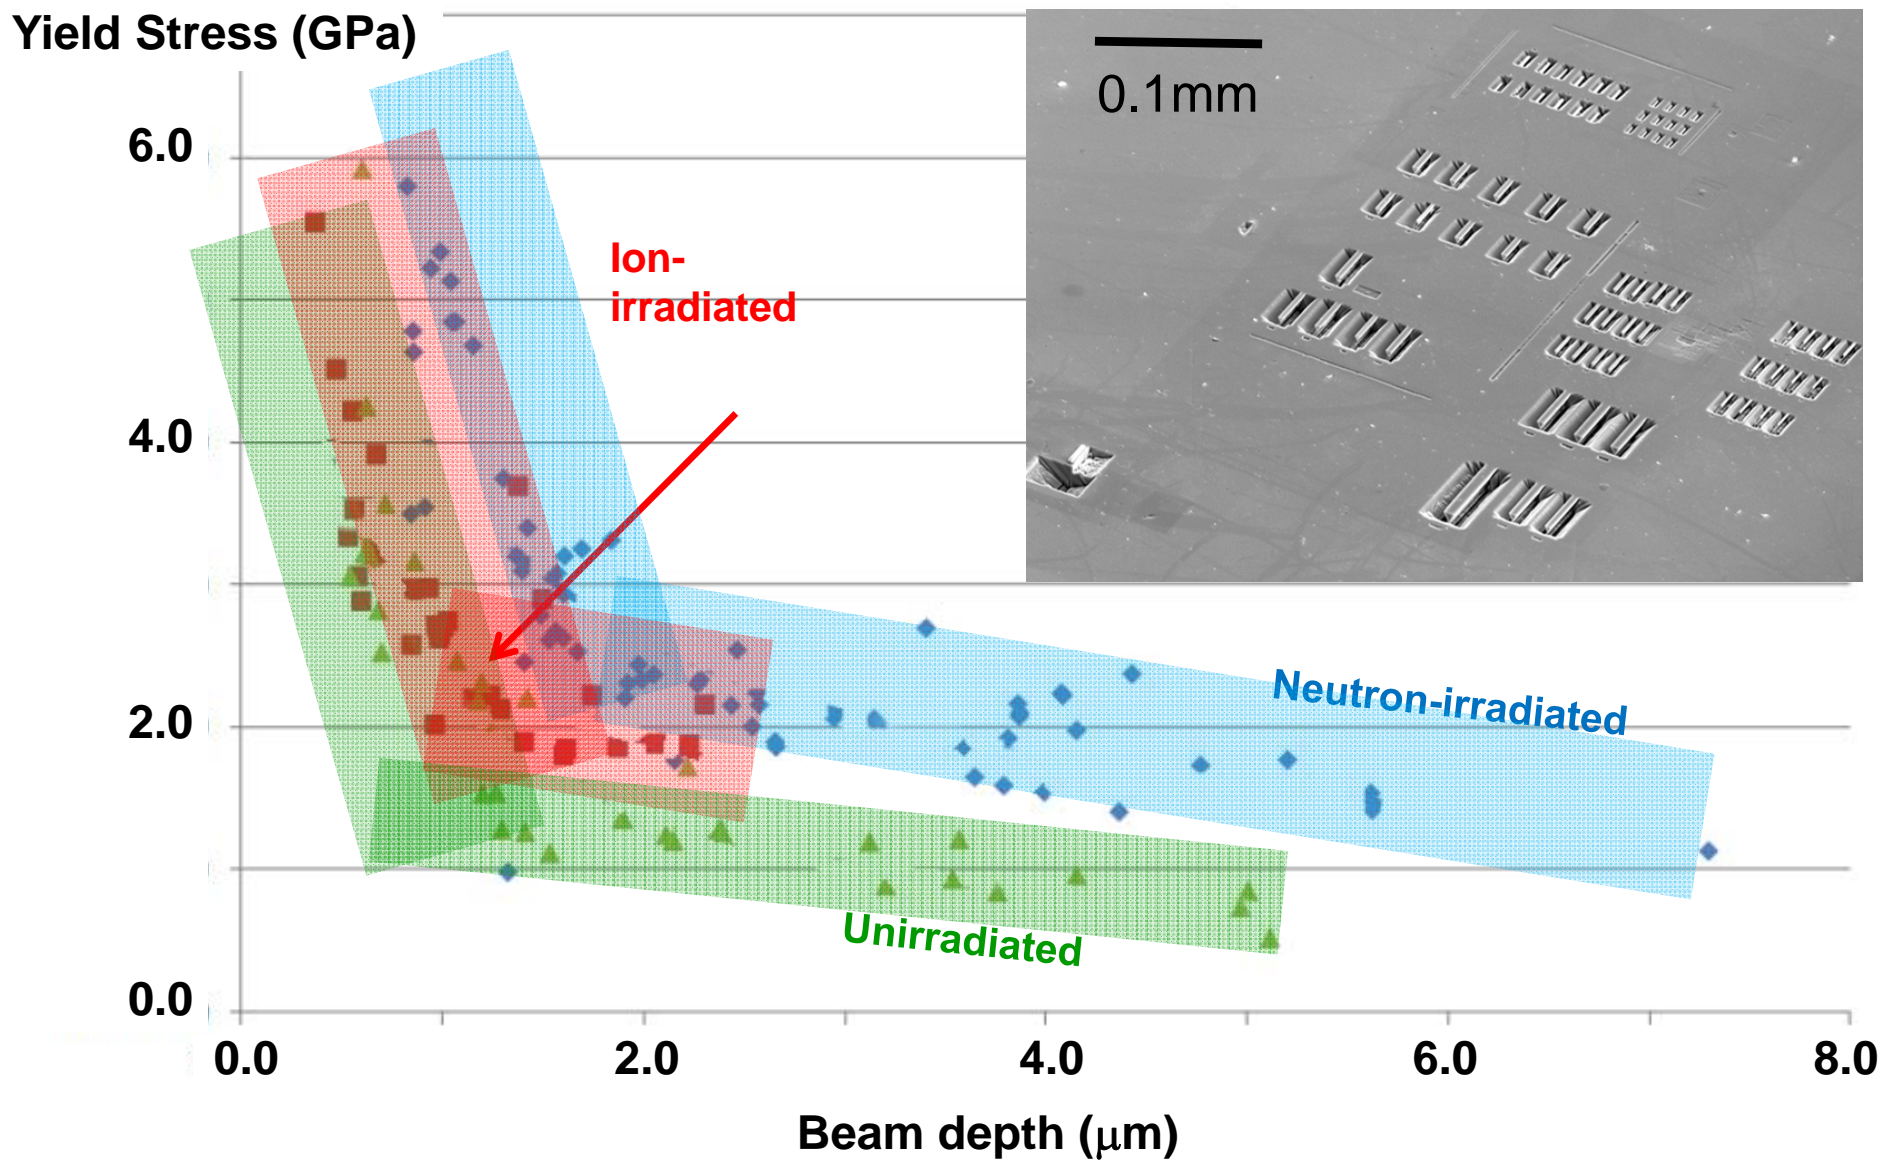 Yield Stress (GPa)
0.1mm
6.0
Ion-
irradiated
4.0
Neutron-irradiated
2.0
Unirradiated
0.0
0.0 2.0 4.0 6.0 8.0
Beam depth (μm)